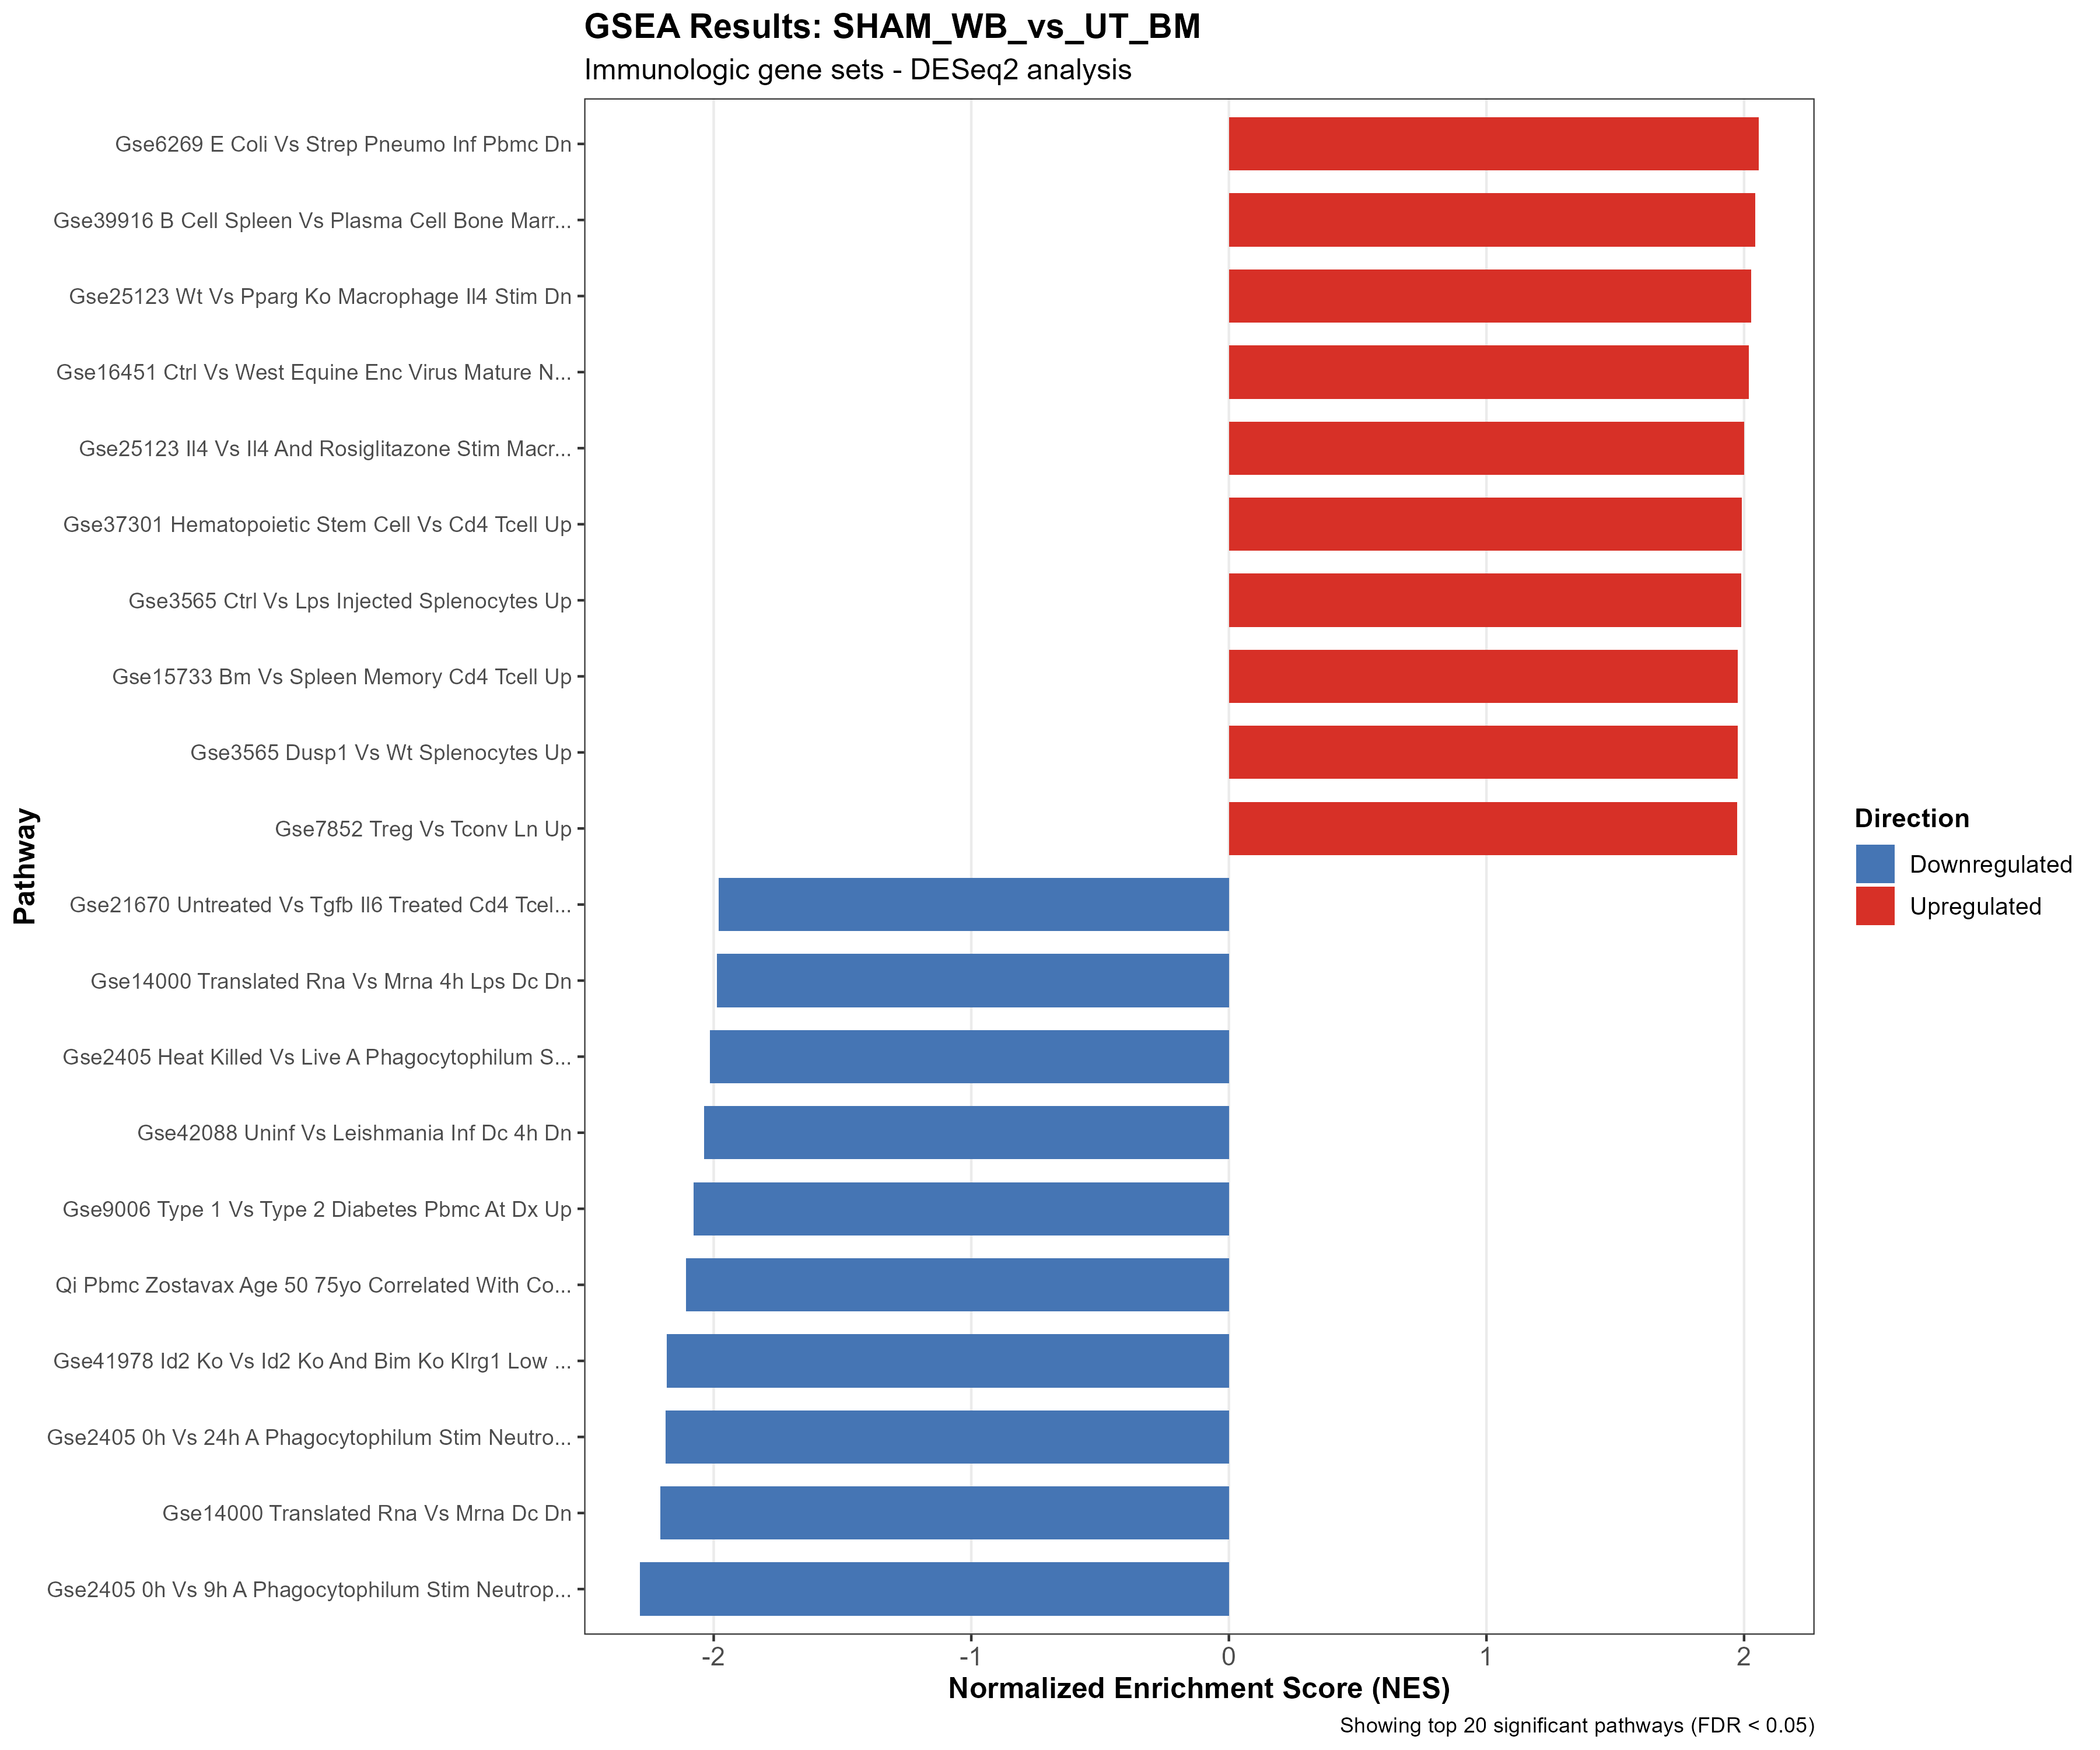 GSEA Results: SHAM_WB_vs_UT_BM
Immunologic gene sets - DESeq2 analysis
Pathway
Gse6269 E Coli Vs Strep Pneumo Inf Pbmc Dn
Gse39916 B Cell Spleen Vs Plasma Cell Bone Marr...
Gse25123 Wt Vs Pparg Ko Macrophage Il4 Stim Dn
Gse16451 Ctrl Vs West Equine Enc Virus Mature N...
Gse25123 Il4 Vs Il4 And Rosiglitazone Stim Macr...
Gse37301 Hematopoietic Stem Cell Vs Cd4 Tcell Up
Gse3565 Ctrl Vs Lps Injected Splenocytes Up
Gse15733 Bm Vs Spleen Memory Cd4 Tcell Up
Gse3565 Dusp1 Vs Wt Splenocytes Up
Gse7852 Treg Vs Tconv Ln Up
Gse21670 Untreated Vs Tgfb Il6 Treated Cd4 Tcel...
Gse14000 Translated Rna Vs Mrna 4h Lps Dc Dn
Gse2405 Heat Killed Vs Live A Phagocytophilum S...
Gse42088 Uninf Vs Leishmania Inf Dc 4h Dn
Gse9006 Type 1 Vs Type 2 Diabetes Pbmc At Dx Up
Qi Pbmc Zostavax Age 50 75yo Correlated With Co...
Gse41978 Id2 Ko Vs Id2 Ko And Bim Ko Klrg1 Low ...
Gse2405 0h Vs 24h A Phagocytophilum Stim Neutro...
Gse14000 Translated Rna Vs Mrna Dc Dn
Gse2405 0h Vs 9h A Phagocytophilum Stim Neutrop...
-2 -1 0 1 2
Normalized Enrichment Score (NES)
Showing top 20 significant pathways (FDR < 0.05)
Direction
Downregulated
Upregulated